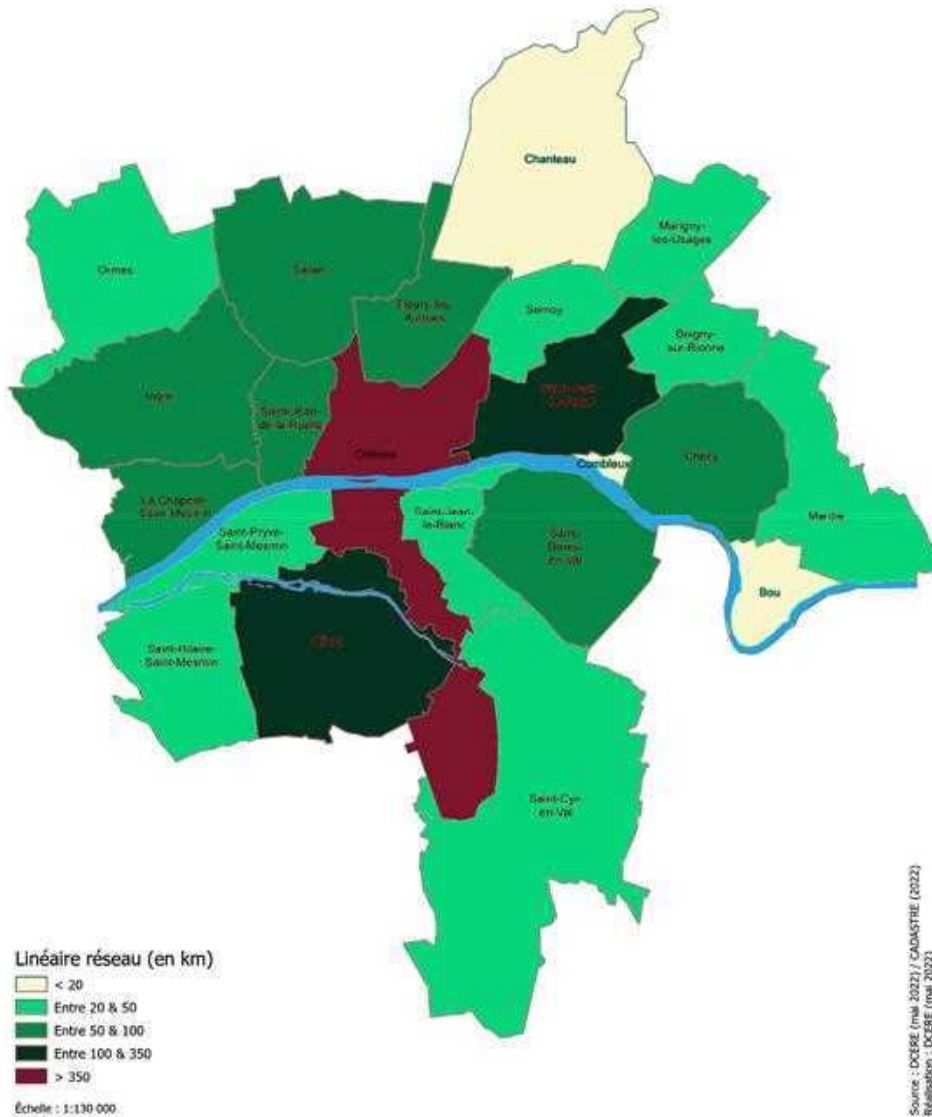 Chanteau
Marigny-
les-Usages
Ormes
Saran
Fleury-les-
Aubrais
Semoy
Boigny-
sur-Bionne
Ingré
Saint-Jean-
de-la-Ruelle
Orléans
Combleux
Chécy
LA Chapelle-
Saint-Mesmin
Saint-Pryvé-
Saint-Mesmin
Saint-Jean-
le-Blanc
Saint-
Denis-
en-Val
Mardié
Bou
Saint-Hilaire-
Saint-Mesmin
Saint-Cyr-
en-Val
Linéaire réseau (en km)
< 20
Entre 20 & 50
Entre 50 & 100
Entre 100 & 350
> 350
Échelle : 1:130 000
Source : DCERE (mai 2022) / CADASTRE (2022)
Réalisation : DCERE (mai 2022)